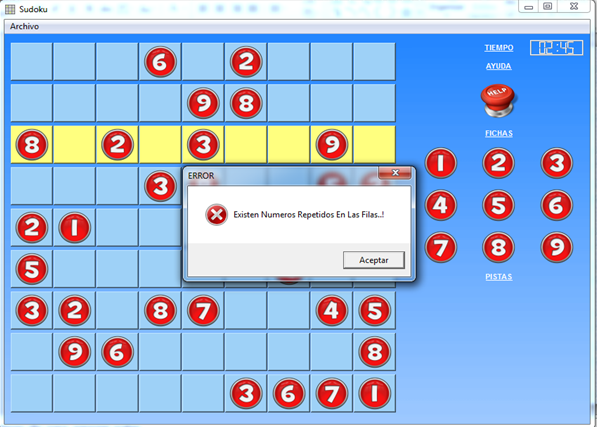 Sudoku
Archivo
6 2
9 8
8 2 3 9
3
2 1
5
3 2 8 7 4 5
9 6 8
3 6 7 1
ERROR
Existen Numeros Repetidos En Las Filas..!
Aceptar
TIEMPO
02:45
AYUDA
HELP
FICHAS
1 2 3
4 5 6
7 8 9
PISTAS